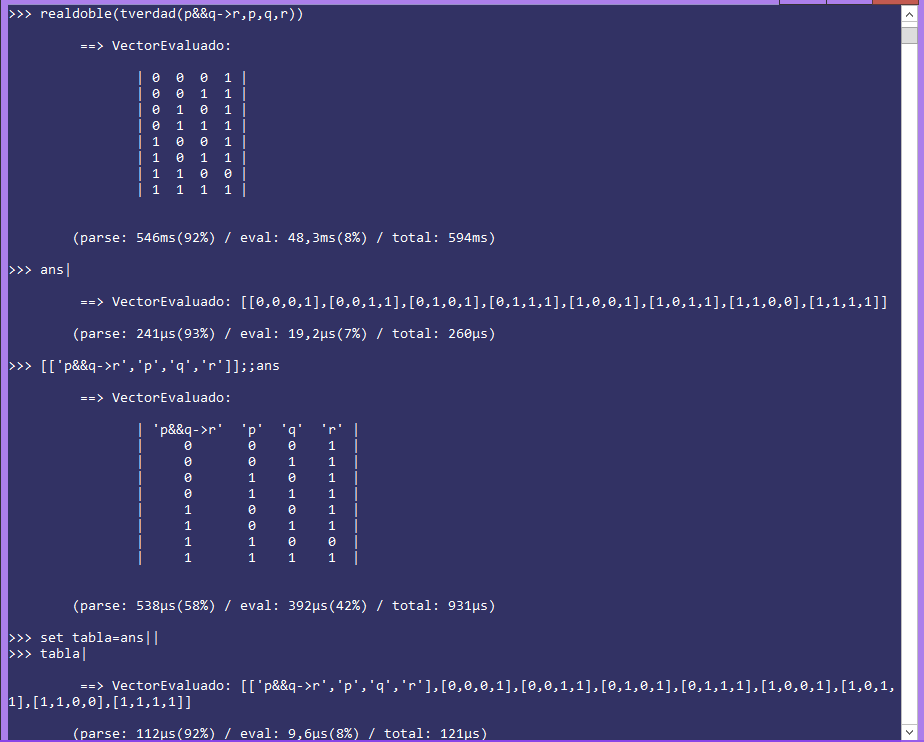 >>> realdoble(tverdad(p&&q->r,p,q,r))
==> VectorEvaluado:
| 0 0 0 1 |
| 0 0 1 1 |
| 0 1 0 1 |
| 0 1 1 1 |
| 1 0 0 1 |
| 1 0 1 1 |
| 1 1 0 0 |
| 1 1 1 1 |
(parse: 546ms(92%) / eval: 48,3ms(8%) / total: 594ms)
>>> ans|
==> VectorEvaluado: [[0,0,0,1],[0,0,1,1],[0,1,0,1],[0,1,1,1],[1,0,0,1],[1,0,1,1],[1,1,0,0],[1,1,1,1]]
(parse: 241µs(93%) / eval: 19,2µs(7%) / total: 260µs)
>>> [['p&&q->r','p','q','r']];;ans
==> VectorEvaluado:
| 'p&&q->r' 'p' 'q' 'r' |
| 0 0 0 1 |
| 0 0 1 1 |
| 0 1 0 1 |
| 0 1 1 1 |
| 1 0 0 1 |
| 1 0 1 1 |
| 1 1 0 0 |
| 1 1 1 1 |
(parse: 538µs(58%) / eval: 392µs(42%) / total: 931µs)
>>> set tabla=ans||
>>> tabla|
==> VectorEvaluado: [['p&&q->r','p','q','r'],[0,0,0,1],[0,0,1,1],[0,1,0,1],[0,1,1,1],[1,0,0,1],[1,0,1,
1],[1,1,0,0],[1,1,1,1]]
(parse: 112µs(92%) / eval: 9,6µs(8%) / total: 121µs)